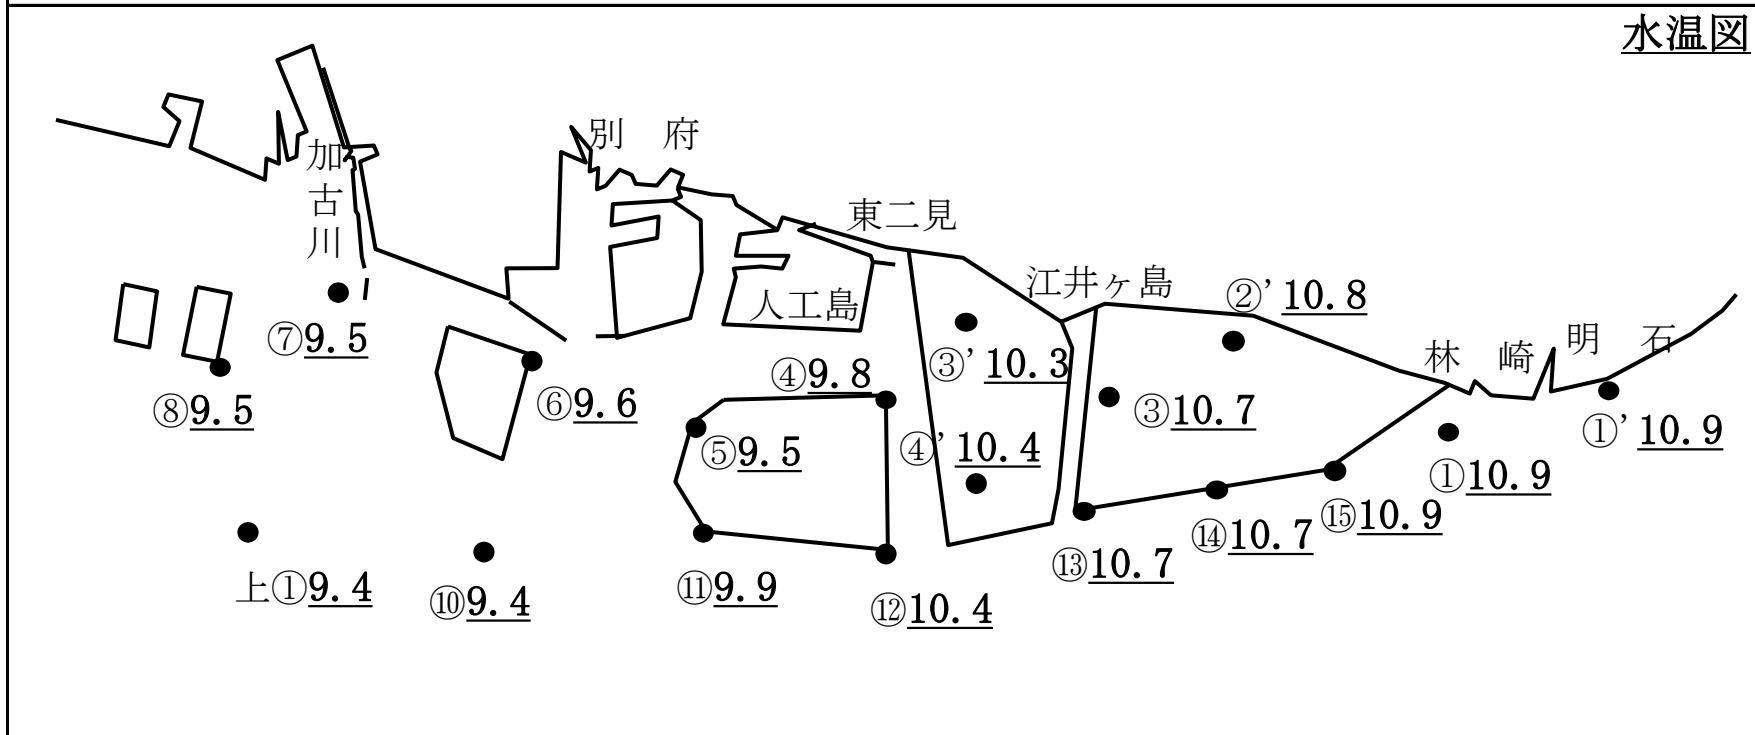 水温図
別 府
加古川
東二見
江井ヶ島
②' 10.8
人工島
林 崎 明 石
⑦9.5
③' 10.3
④9.8
⑧9.5
⑥9.6
③10.7
①' 10.9
⑤9.5
④' 10.4
①10.9
⑮10.9
⑭10.7
⑬10.7
上①9.4
⑩9.4
⑪9.9
⑫10.4